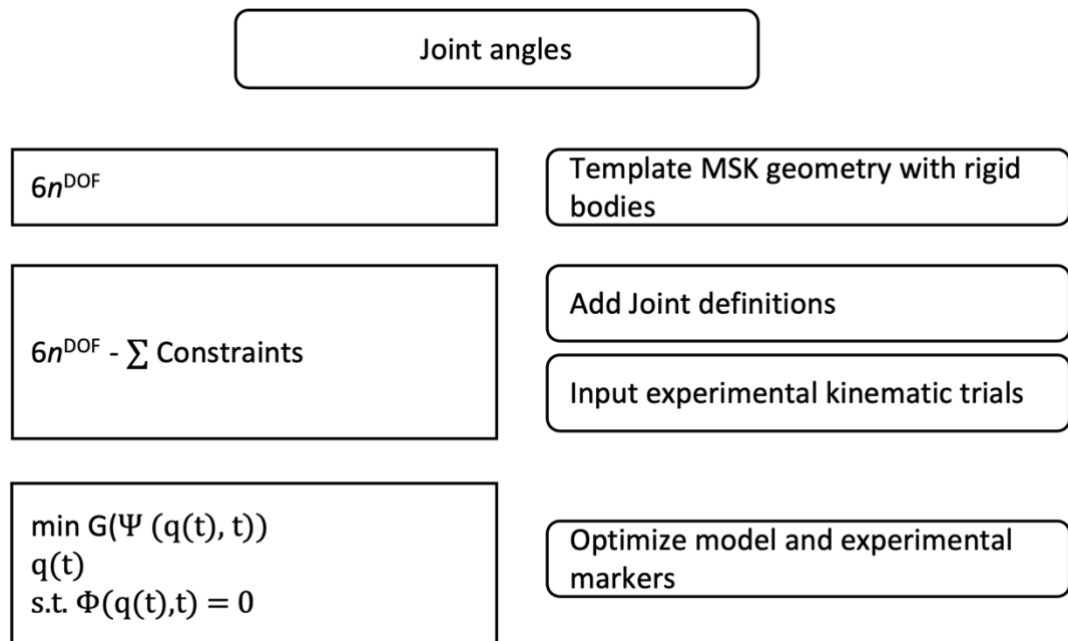 Joint angles
6n^DOF
Template MSK geometry with rigid
bodies
6n^DOF - ∑ Constraints
Add Joint definitions
Input experimental kinematic trials
min G(Ψ (q(t), t))
q(t)
s.t. Φ(q(t),t) = 0
Optimize model and experimental
markers